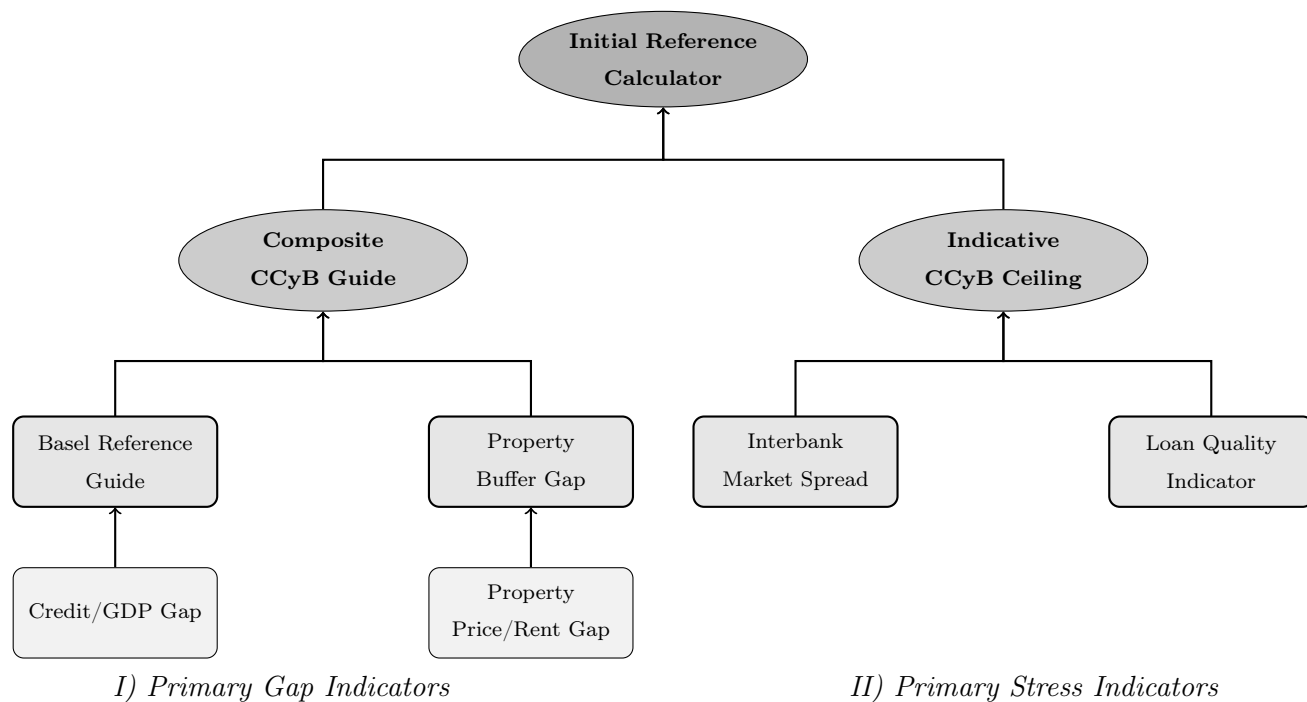 Initial Reference
Calculator
Composite
CCyB Guide
Indicative
CCyB Ceiling
Basel Reference
Guide
Property
Buffer Gap
Interbank
Market Spread
Loan Quality
Indicator
Credit/GDP Gap
Property
Price/Rent Gap
I) Primary Gap Indicators
II) Primary Stress Indicators